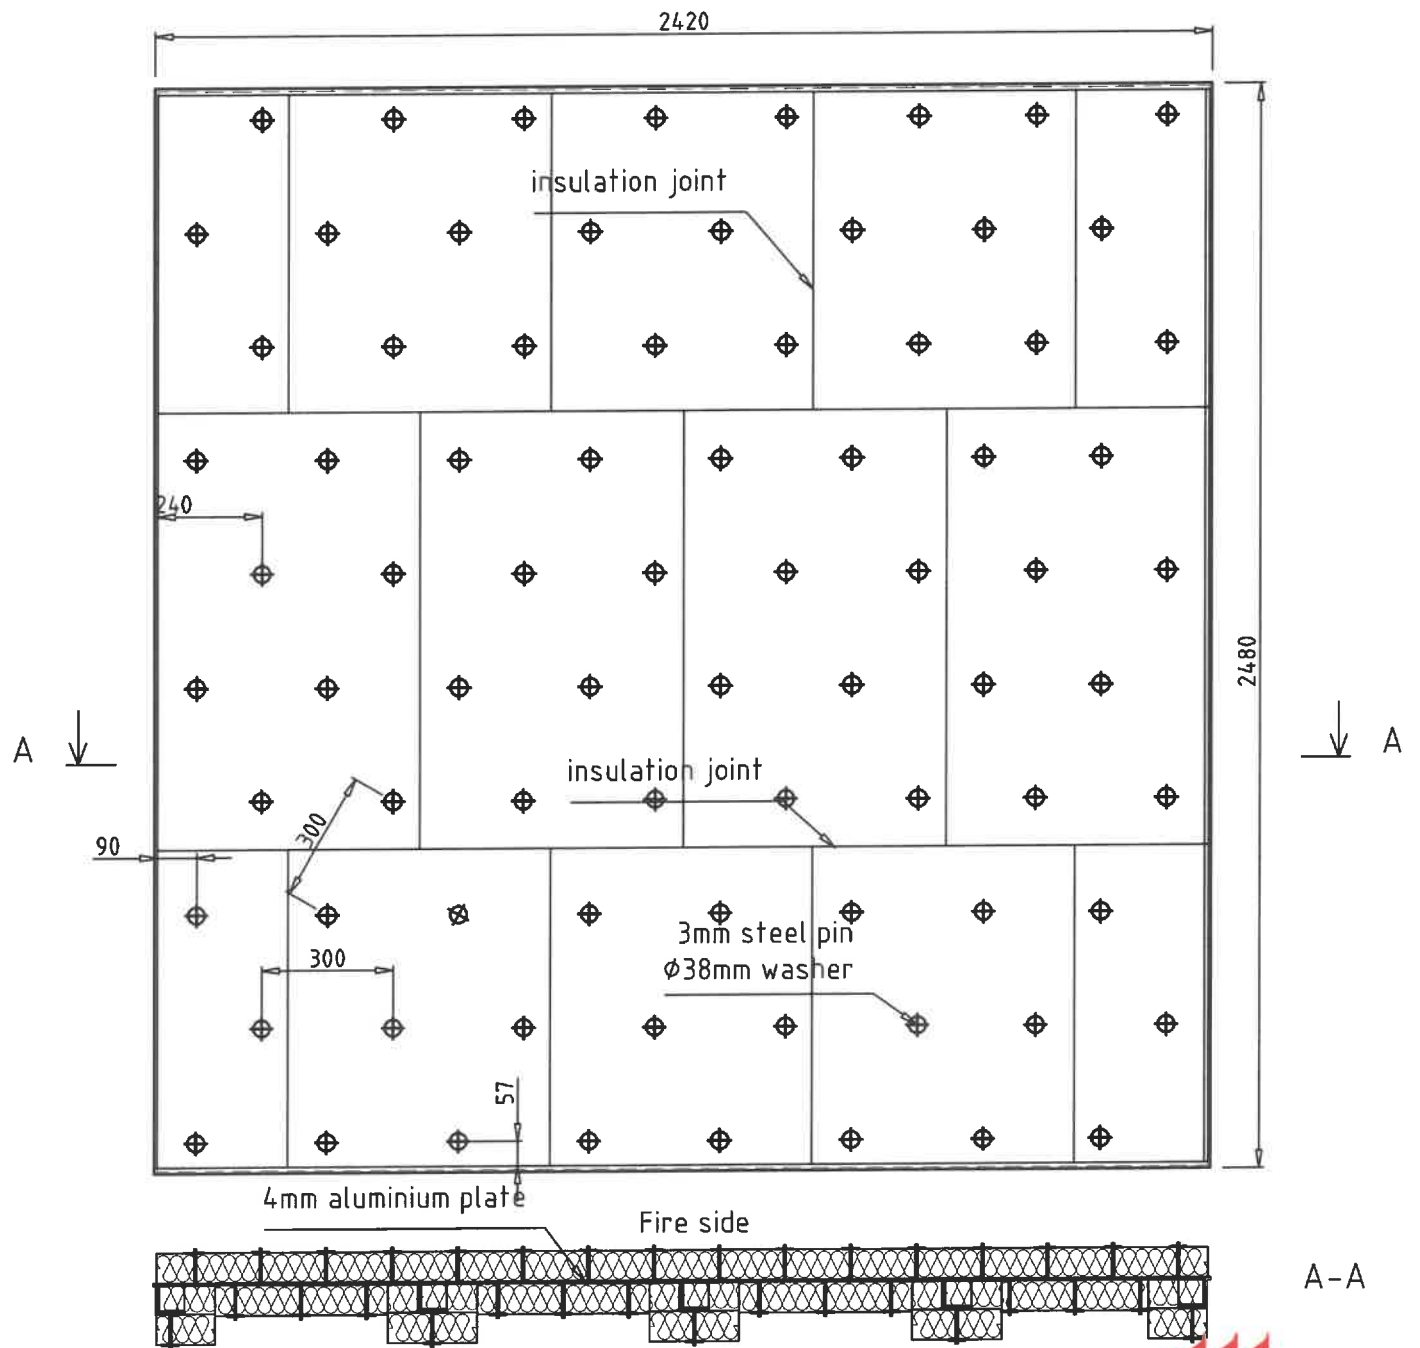 2420
insulation joint
240
2480
A
A
insulation joint
300
90
3mm steel pin
ϕ38mm washer
300
57
4mm aluminium plate
Fire side
A-A